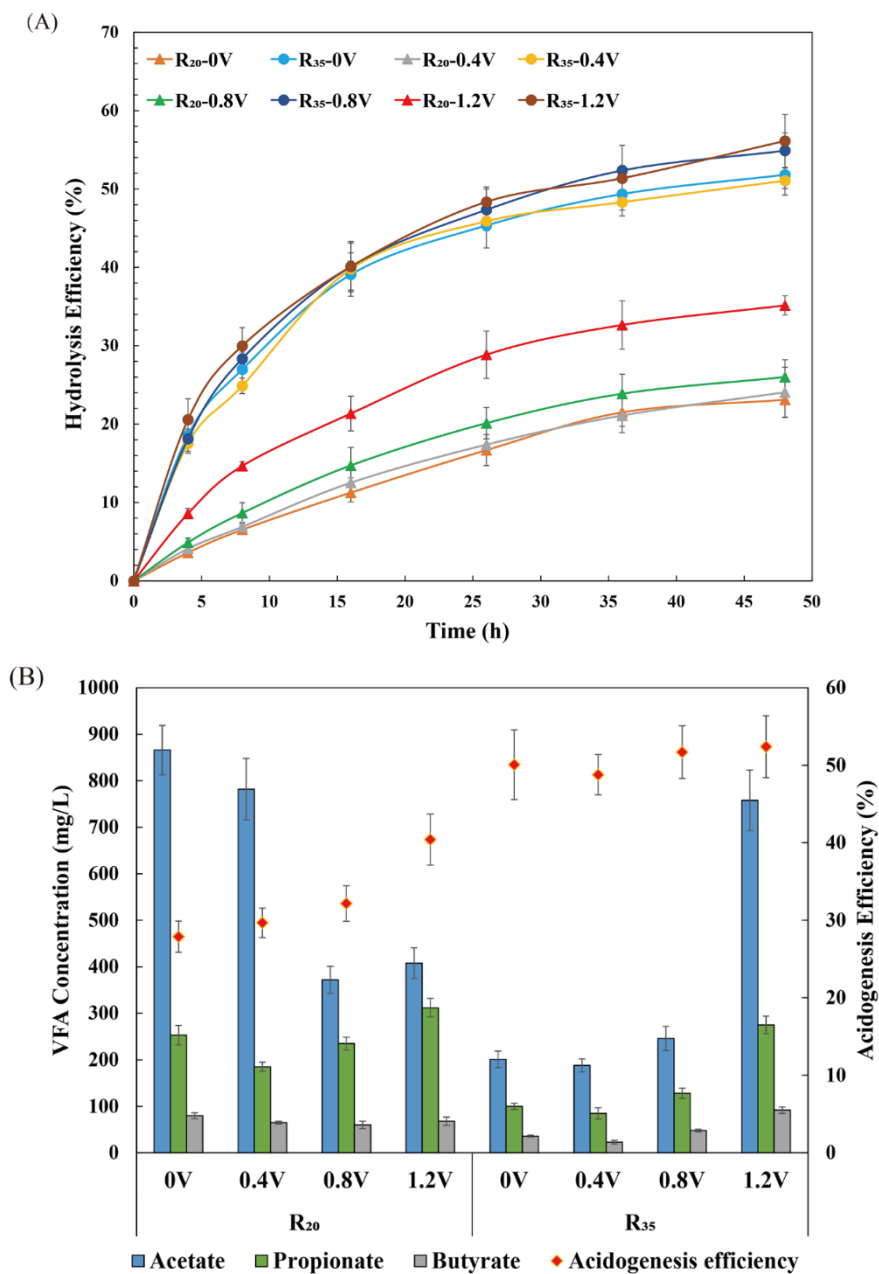 (A)
70
60
50
40
30
20
10
0
Hydrolysis Efficiency (%)
R₂₀-0V R₃₅-0V R₂₀-0.4V R₃₅-0.4V
R₂₀-0.8V R₃₅-0.8V R₂₀-1.2V R₃₅-1.2V
0 5 10 15 20 25 30 35 40 45 50
Time (h)
(B)
1000
900
800
700
600
500
400
300
200
100
0
VFA Concentration (mg/L)
60
50
40
30
20
10
0
Acidogenesis Efficiency (%)
0V 0.4V 0.8V 1.2V 0V 0.4V 0.8V 1.2V
R₂₀ R₃₅
Acetate Propionate Butyrate Acidogenesis efficiency